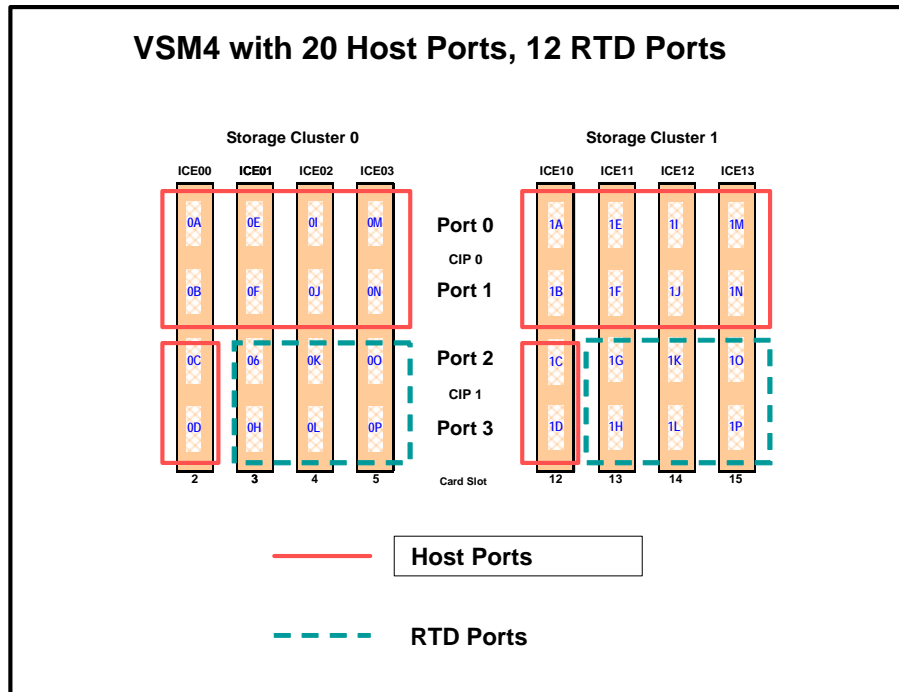 VSM4 with 20 Host Ports, 12 RTD Ports
Storage Cluster 0 Storage Cluster 1
ICE00 ICE01 ICE02 ICE03 ICE10 ICE11 ICE12 ICE13
0A 0E 0I 0M Port 0 1A 1E 1I 1M
CIP 0
0B 0F 0J 0N Port 1 1B 1F 1J 1N
0C 06 0K 0O Port 2 1C 1G 1K 1O
CIP 1
0D 0H 0L 0P Port 3 1D 1H 1L 1P
2 3 4 5 Card Slot 12 13 14 15
Host Ports
RTD Ports